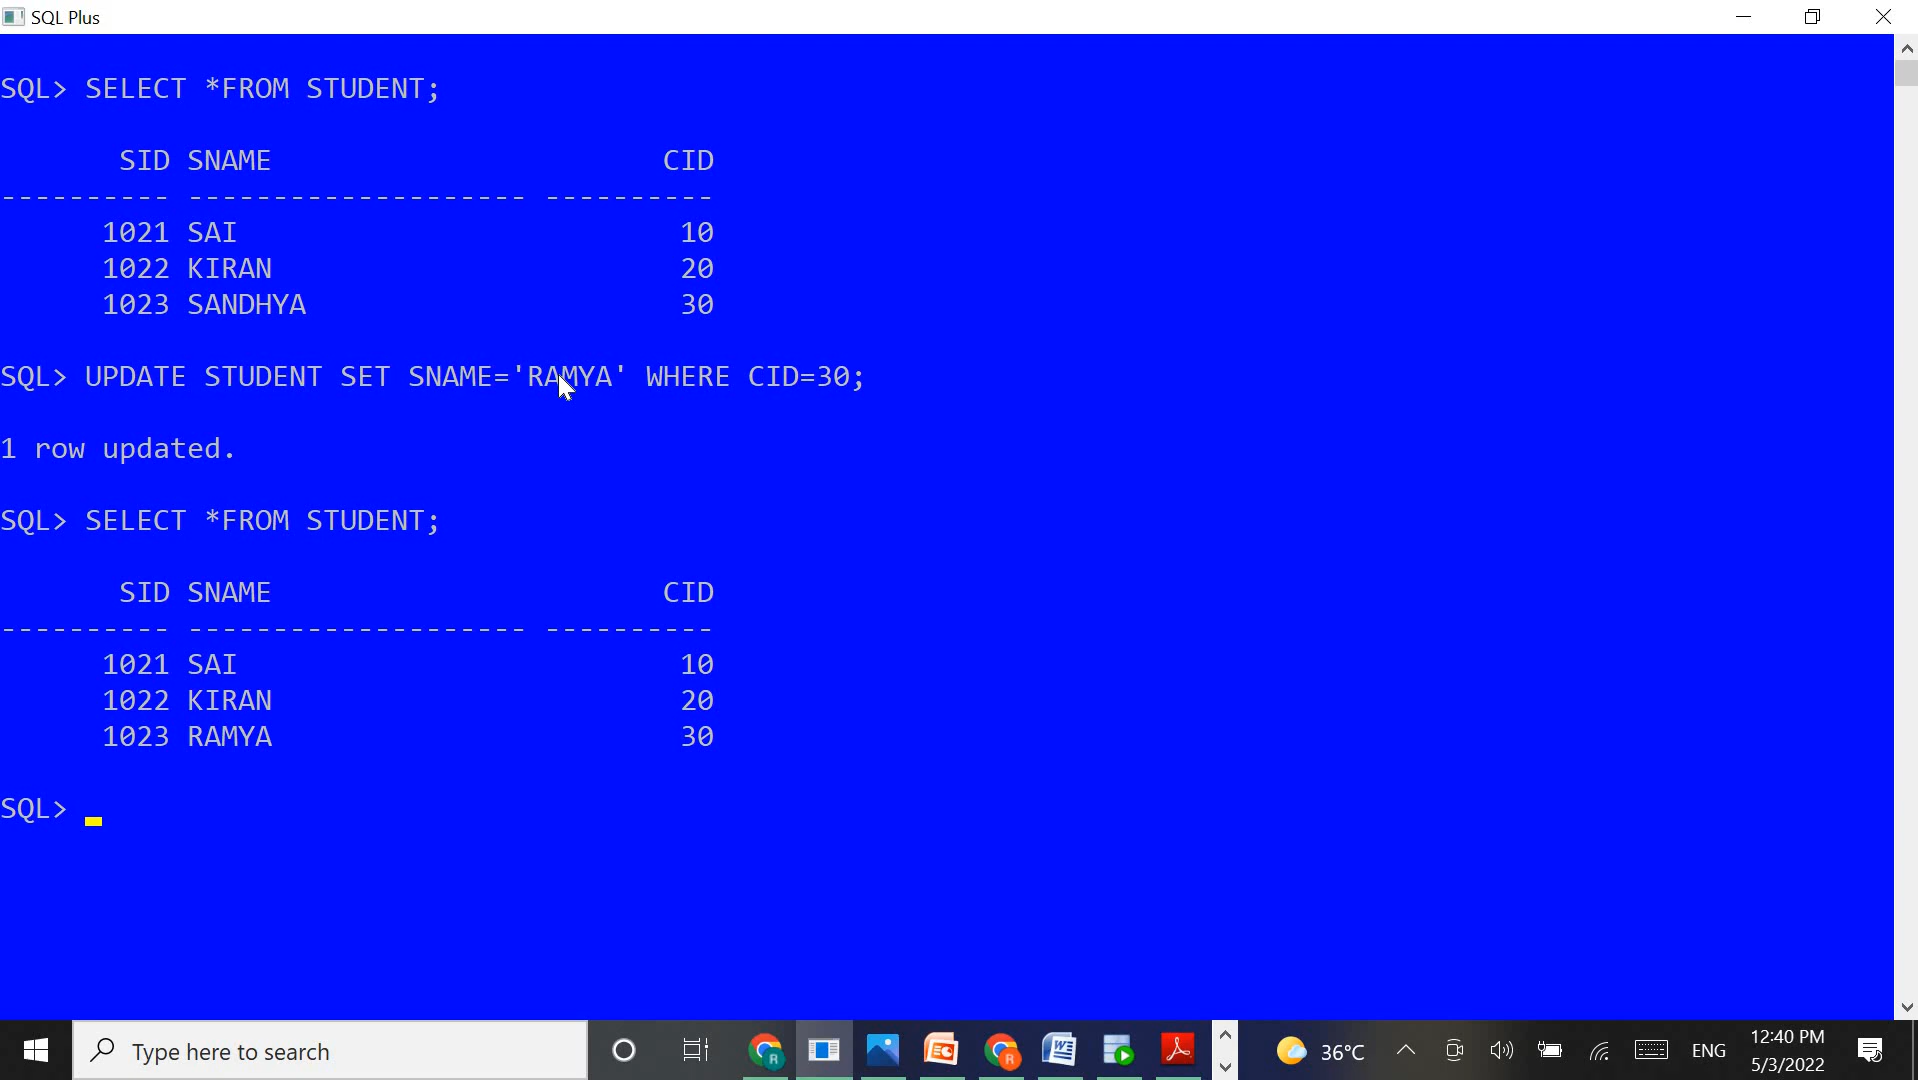 SQL Plus
SQL> SELECT *FROM STUDENT;
SID SNAME CID
---------- -------------------- ----------
1021 SAI 10
1022 KIRAN 20
1023 SANDHYA 30
SQL> UPDATE STUDENT SET SNAME='RAMYA' WHERE CID=30;
1 row updated.
SQL> SELECT *FROM STUDENT;
SID SNAME CID
---------- -------------------- ----------
1021 SAI 10
1022 KIRAN 20
1023 RAMYA 30
SQL>
Type here to search
36°C
ENG
12:40 PM
5/3/2022